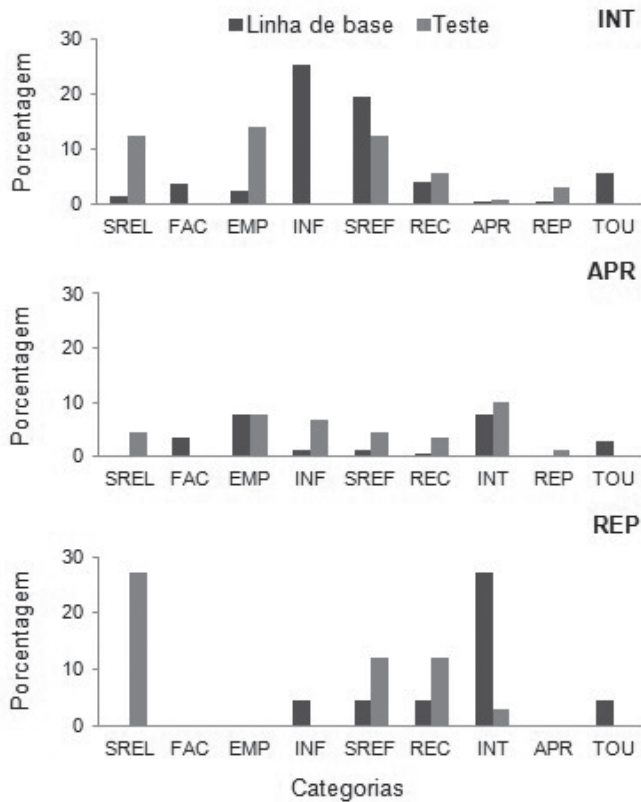 INT
Linha de base Teste
Porcentagem
30
20
10
0
SREL FAC EMP INF SREF REC APR REP TOU
APR
Porcentagem
30
20
10
0
SREL FAC EMP INF SREF REC INT REP TOU
REP
Porcentagem
30
20
10
0
SREL FAC EMP INF SREF REC INT APR TOU
Categorias